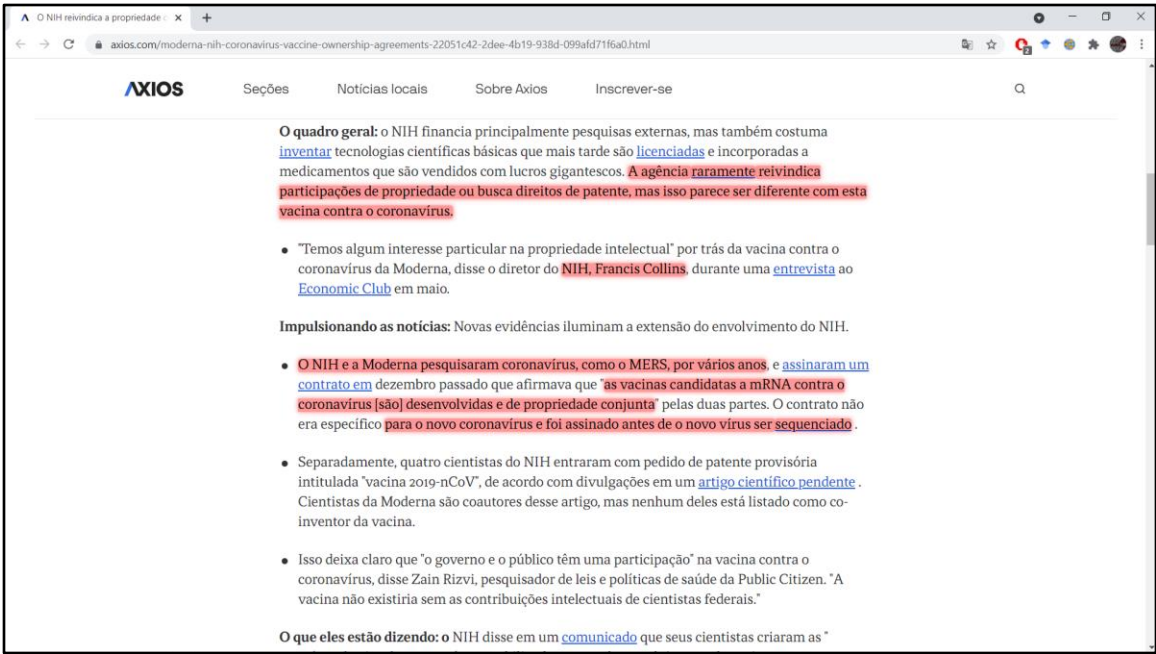 O NIH reivindica a propriedade
axios.com/moderna-nih-coronavirus-vaccine-ownership-agreements-22051c42-2dee-4b19-938d-099afd71f6a0.html
AXIOS Seções Notícias locais Sobre Axios Inscrever-se
O quadro geral: o NIH financia principalmente pesquisas externas, mas também costuma
inventar tecnologias científicas básicas que mais tarde são licenciadas e incorporadas a
medicamentos que são vendidos com lucros gigantescos. A agência raramente reivindica
participações de propriedade ou busca direitos de patente, mas isso parece ser diferente com esta
vacina contra o coronavírus.
"Temos algum interesse particular na propriedade intelectual" por trás da vacina contra o
coronavírus da Moderna, disse o diretor do NIH, Francis Collins, durante uma entrevista ao
Economic Club em maio.
Impulsionando as notícias: Novas evidências iluminam a extensão do envolvimento do NIH.
O NIH e a Moderna pesquisaram coronavírus, como o MERS, por vários anos, e assinaram um
contrato em dezembro passado que afirmava que "as vacinas candidatas a mRNA contra o
coronavírus [são] desenvolvidas e de propriedade conjunta" pelas duas partes. O contrato não
era específico para o novo coronavírus e foi assinado antes de o novo vírus ser sequenciado .
Separadamente, quatro cientistas do NIH entraram com pedido de patente provisória
intitulada "vacina 2019-nCoV", de acordo com divulgações em um artigo científico pendente .
Cientistas da Moderna são coautores desse artigo, mas nenhum deles está listado como co-
inventor da vacina.
Isso deixa claro que "o governo e o público têm uma participação" na vacina contra o
coronavírus, disse Zain Rizvi, pesquisador de leis e políticas de saúde da Public Citizen. "A
vacina não existiria sem as contribuições intelectuais de cientistas federais."
O que eles estão dizendo: o NIH disse em um comunicado que seus cientistas criaram as "